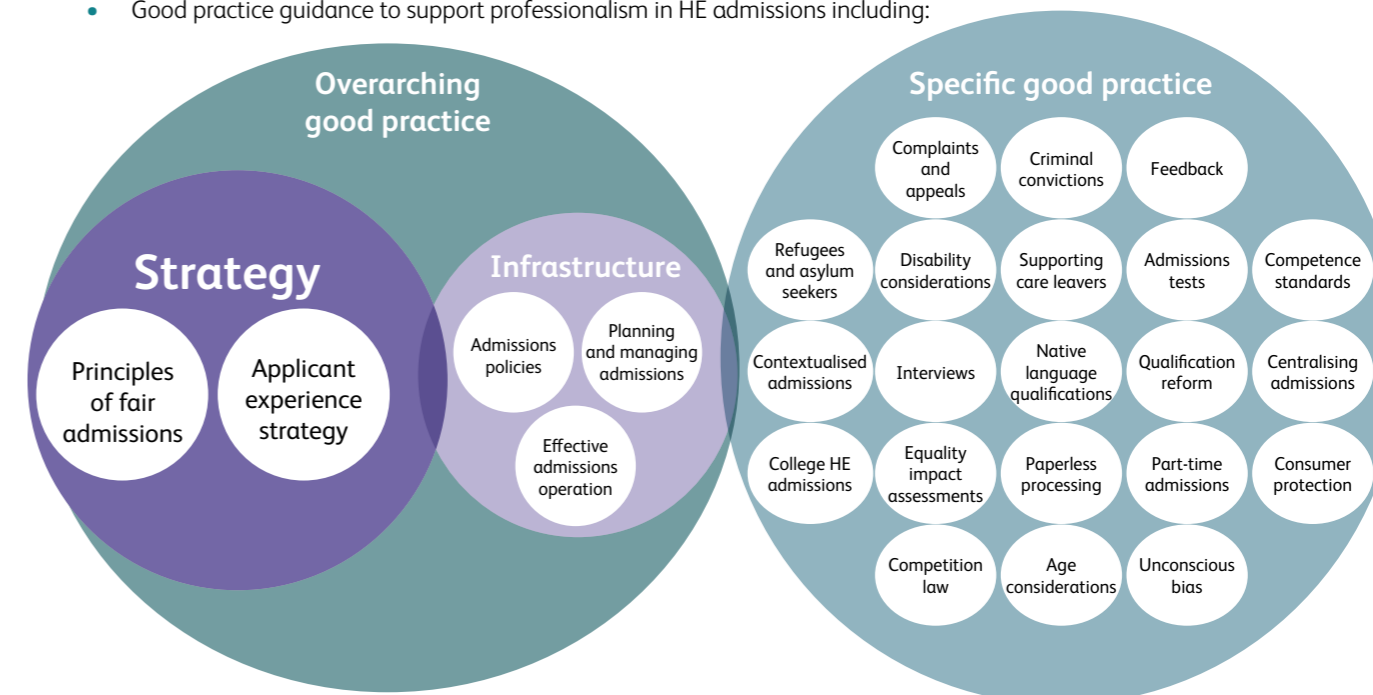 • Good practice guidance to support professionalism in HE admissions including:
Overarching
good practice
Strategy
Principles
of fair
admissions
Applicant
experience
strategy
Infrastructure
Admissions
policies
Planning
and managing
admissions
Effective
admissions
operation
Specific good practice
Complaints
and
appeals
Criminal
convictions
Feedback
Refugees
and asylum
seekers
Disability
considerations
Supporting
care leavers
Admissions
tests
Competence
standards
Contextualised
admissions
Interviews
Native
language
qualifications
Qualification
reform
Centralising
admissions
College HE
admissions
Equality
impact
assessments
Paperless
processing
Part-time
admissions
Consumer
protection
Competition
law
Age
considerations
Unconscious
bias